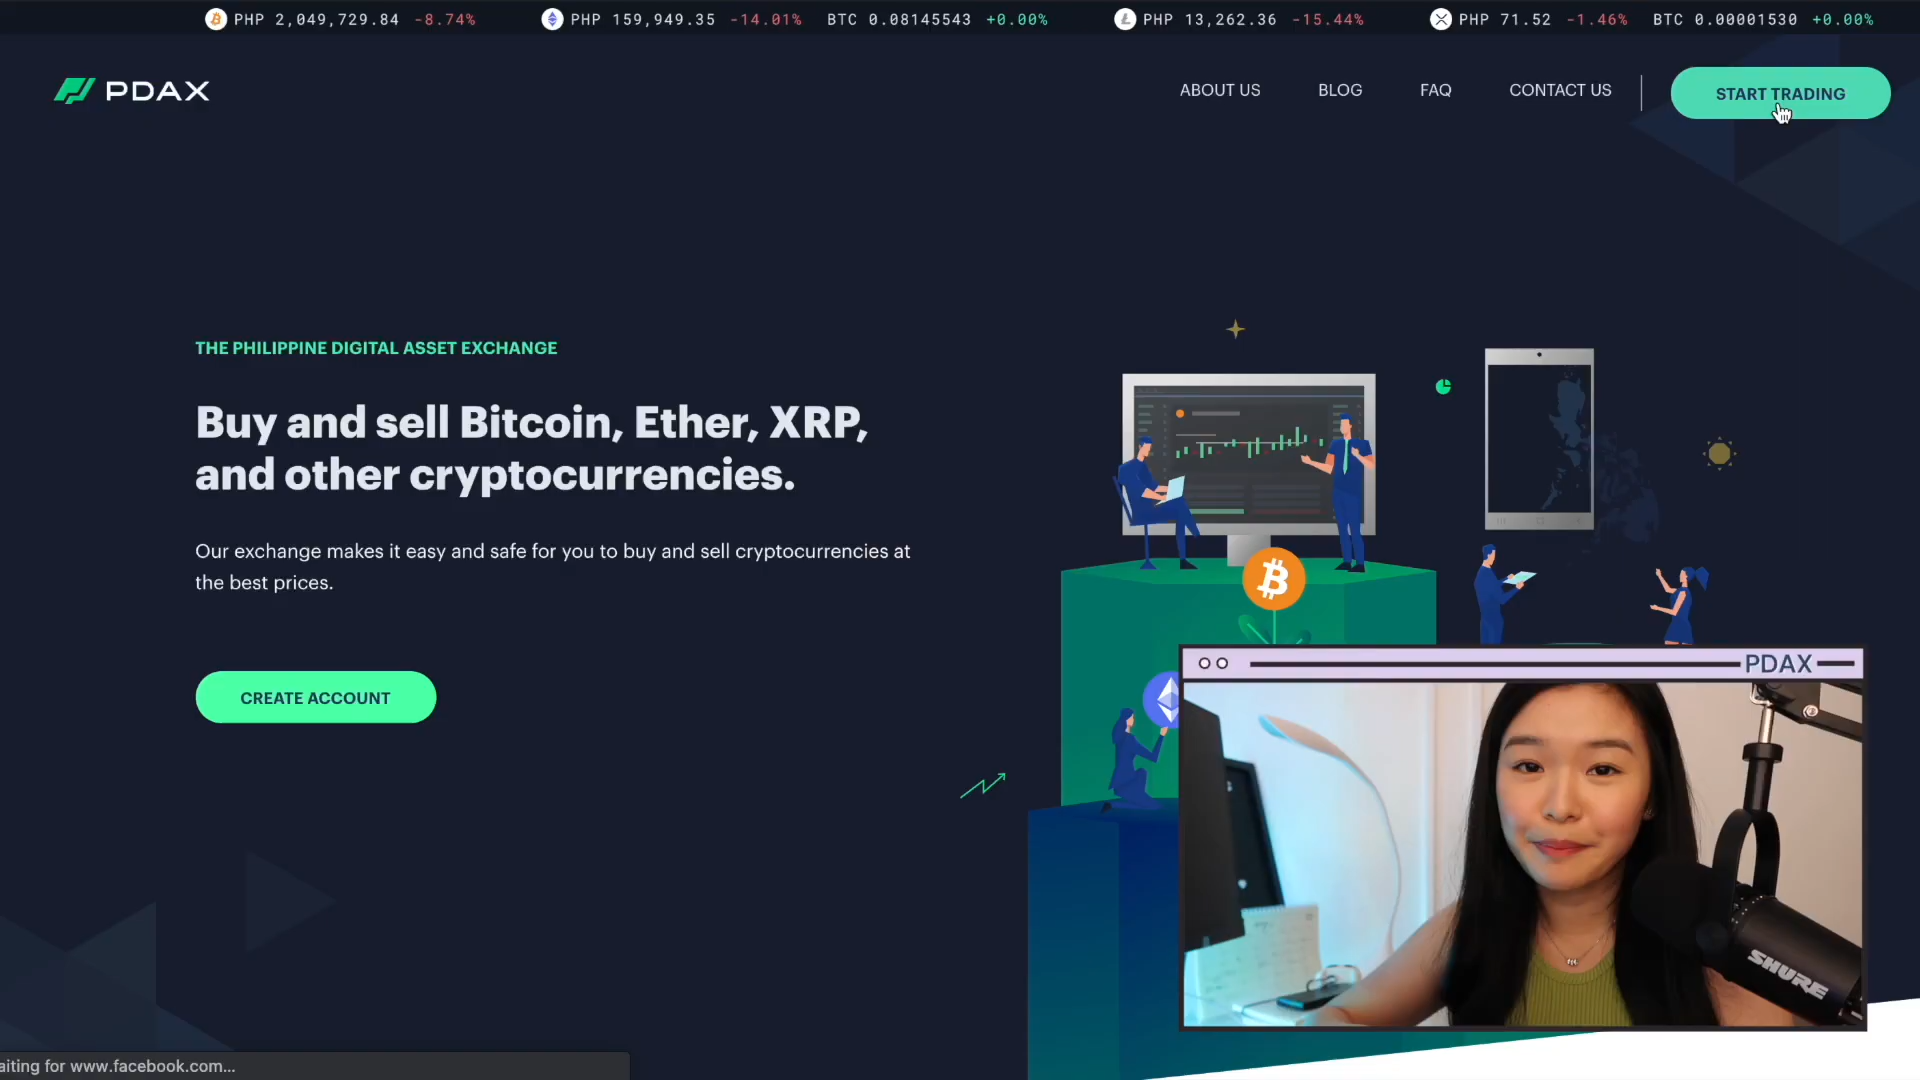 PHP 2,049,729.84 -8.74% PHP 159,949.35 -14.01% BTC 0.08145543 +0.00% PHP 13,262.36 -15.44% PHP 71.52 -1.46% BTC 0.00001530 +0.00%
PDAX ABOUT US BLOG FAQ CONTACT US START TRADING
THE PHILIPPINE DIGITAL ASSET EXCHANGE
Buy and sell Bitcoin, Ether, XRP,
and other cryptocurrencies.
Our exchange makes it easy and safe for you to buy and sell cryptocurrencies at
the best prices.
CREATE ACCOUNT
PDAX
SHURE
aiting for www.facebook.com...